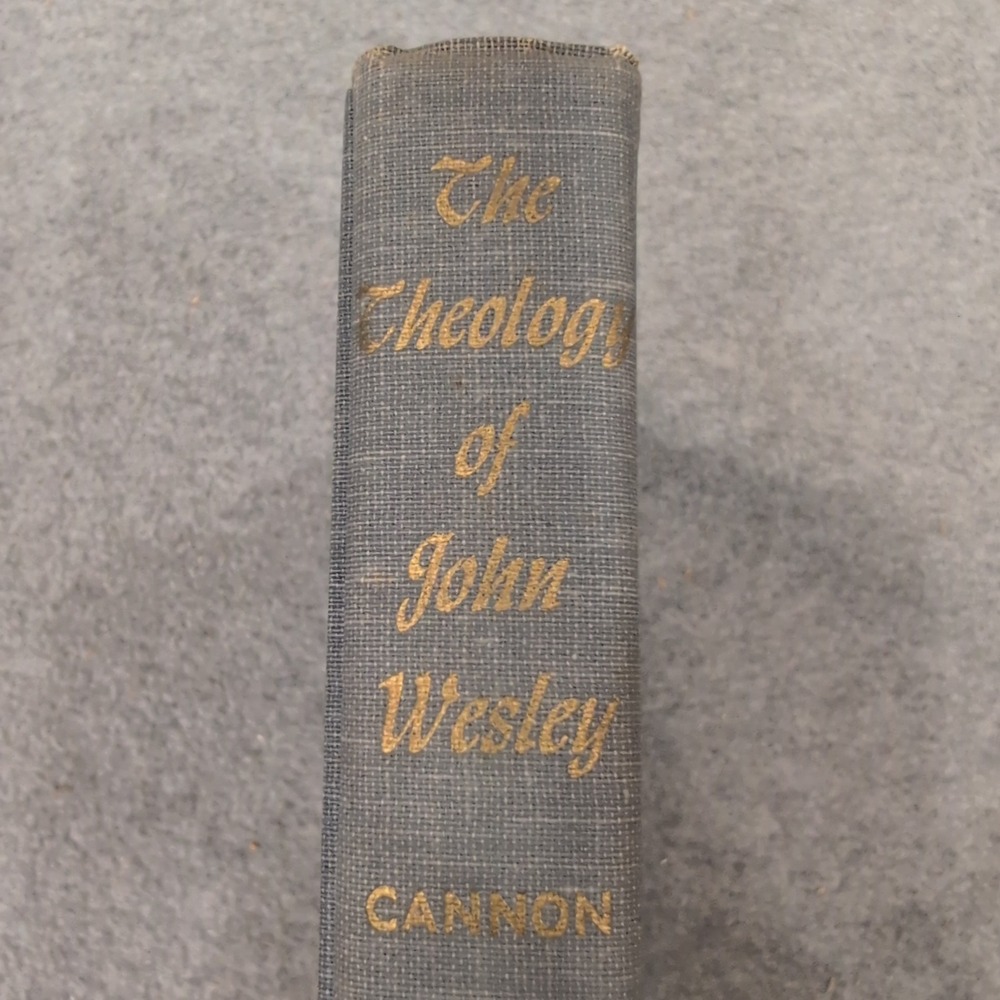 The
Theology
of
John
Wesley
CANNON